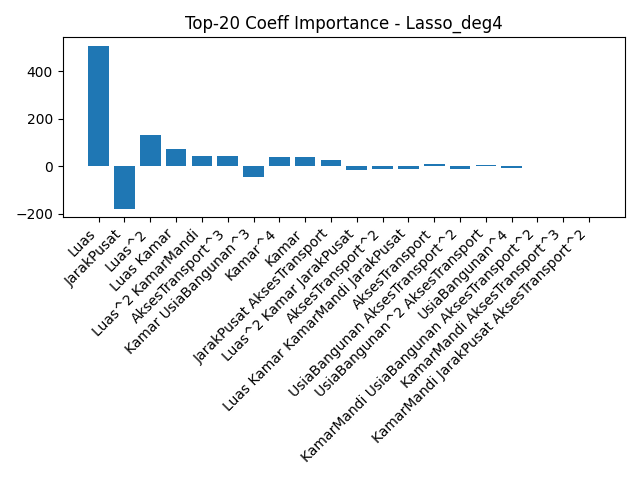 Top-20 Coeff Importance - Lasso_deg4
400
200
0
−200
Luas
JarakPusat
Luas^2
Luas Kamar
Luas^2 KamarMandi
AksesTransport^3
Kamar UsiaBangunan^3
Kamar^4
Kamar
JarakPusat AksesTransport
Luas^2 Kamar JarakPusat
AksesTransport^2
Luas Kamar KamarMandi JarakPusat
AksesTransport
UsiaBangunan AksesTransport^2
UsiaBangunan^2 AksesTransport
UsiaBangunan^4
KamarMandi UsiaBangunan AksesTransport^2
KamarMandi AksesTransport^3
KamarMandi JarakPusat AksesTransport^2